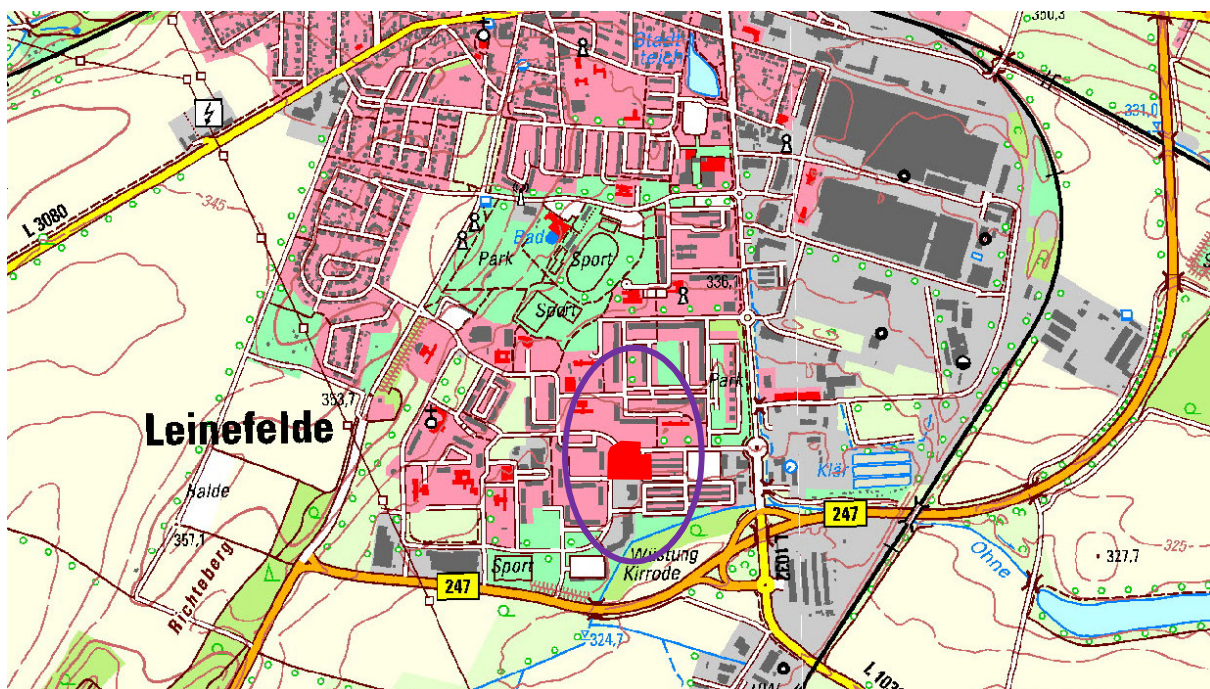 350,3
Stadt
teich
331,0
345
L 3080
Bad
Park
Sport
336,1
Sport
Park
353,7
Leinefelde
Klär
Halde
247
357,1
Wüstung
Kirrode
L 1032
Ohne
325
327,7
Sport
Richteberg
247
324,7